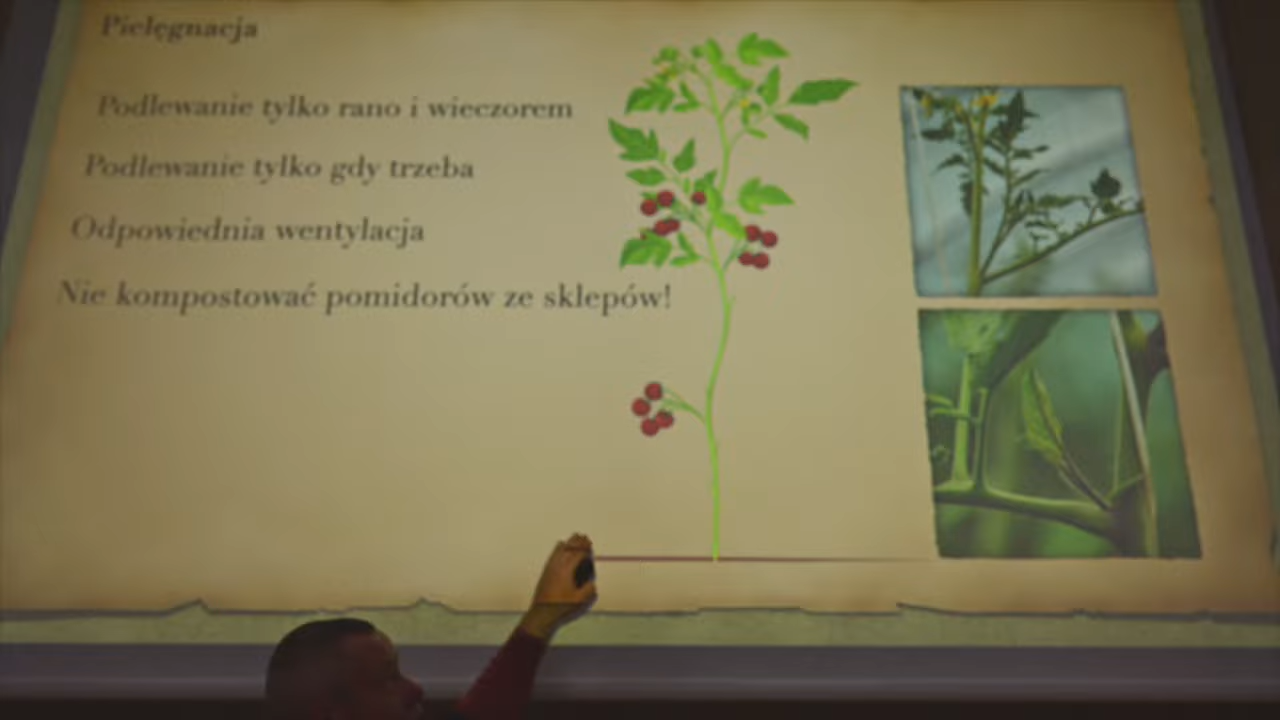 Pielęgnacja
Podlewanie tylko rano i wieczorem
Podlewanie tylko gdy trzeba
Odpowiednia wentylacja
Nie kompostować pomidorów ze sklepów!